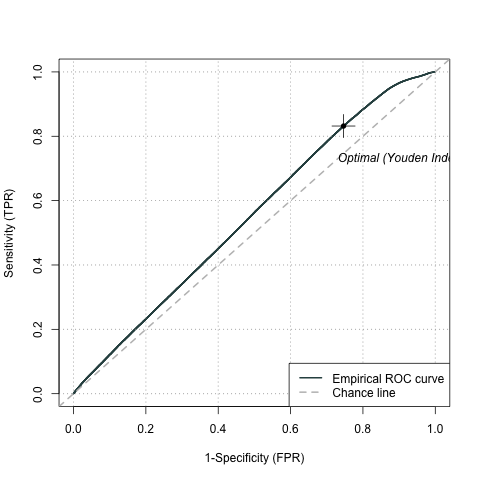 1.0
0.8
0.6
0.4
0.2
0.0
Sensitivity (TPR)
Optimal (Youden Inde
Empirical ROC curve
Chance line
0.0 0.2 0.4 0.6 0.8 1.0
1-Specificity (FPR)